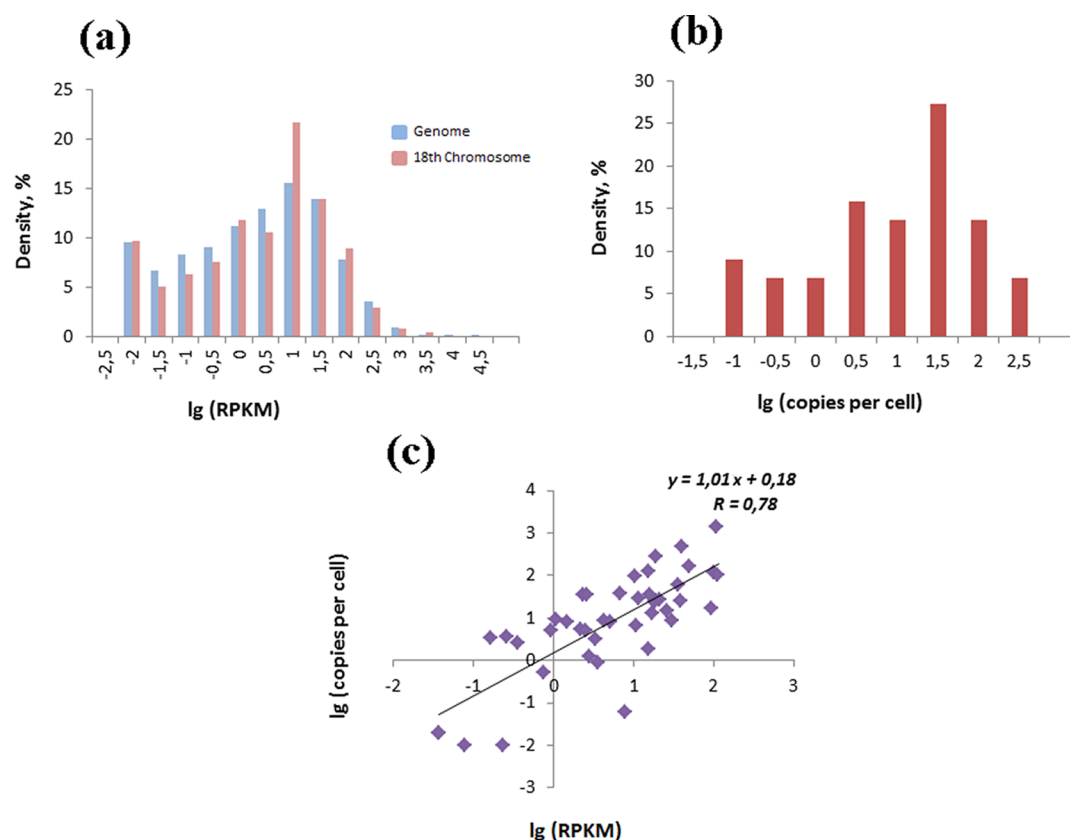 (a)
25
20
15
10
5
0
Density, %
Genome
18th Chromosome
-2,5 -2 -1,5 -1 -0,5 0 0,5 1 1,5 2 2,5 3 3,5 4 4,5
lg (RPKM)
(b)
30
25
20
15
10
5
0
Density, %
-1,5 -1 -0,5 0 0,5 1 1,5 2 2,5
lg (copies per cell)
(c)
y = 1,01 x + 0,18
R = 0,78
4
3
2
1
0
-1
-2
-3
lg (copies per cell)
-2 -1 0 1 2 3
lg (RPKM)